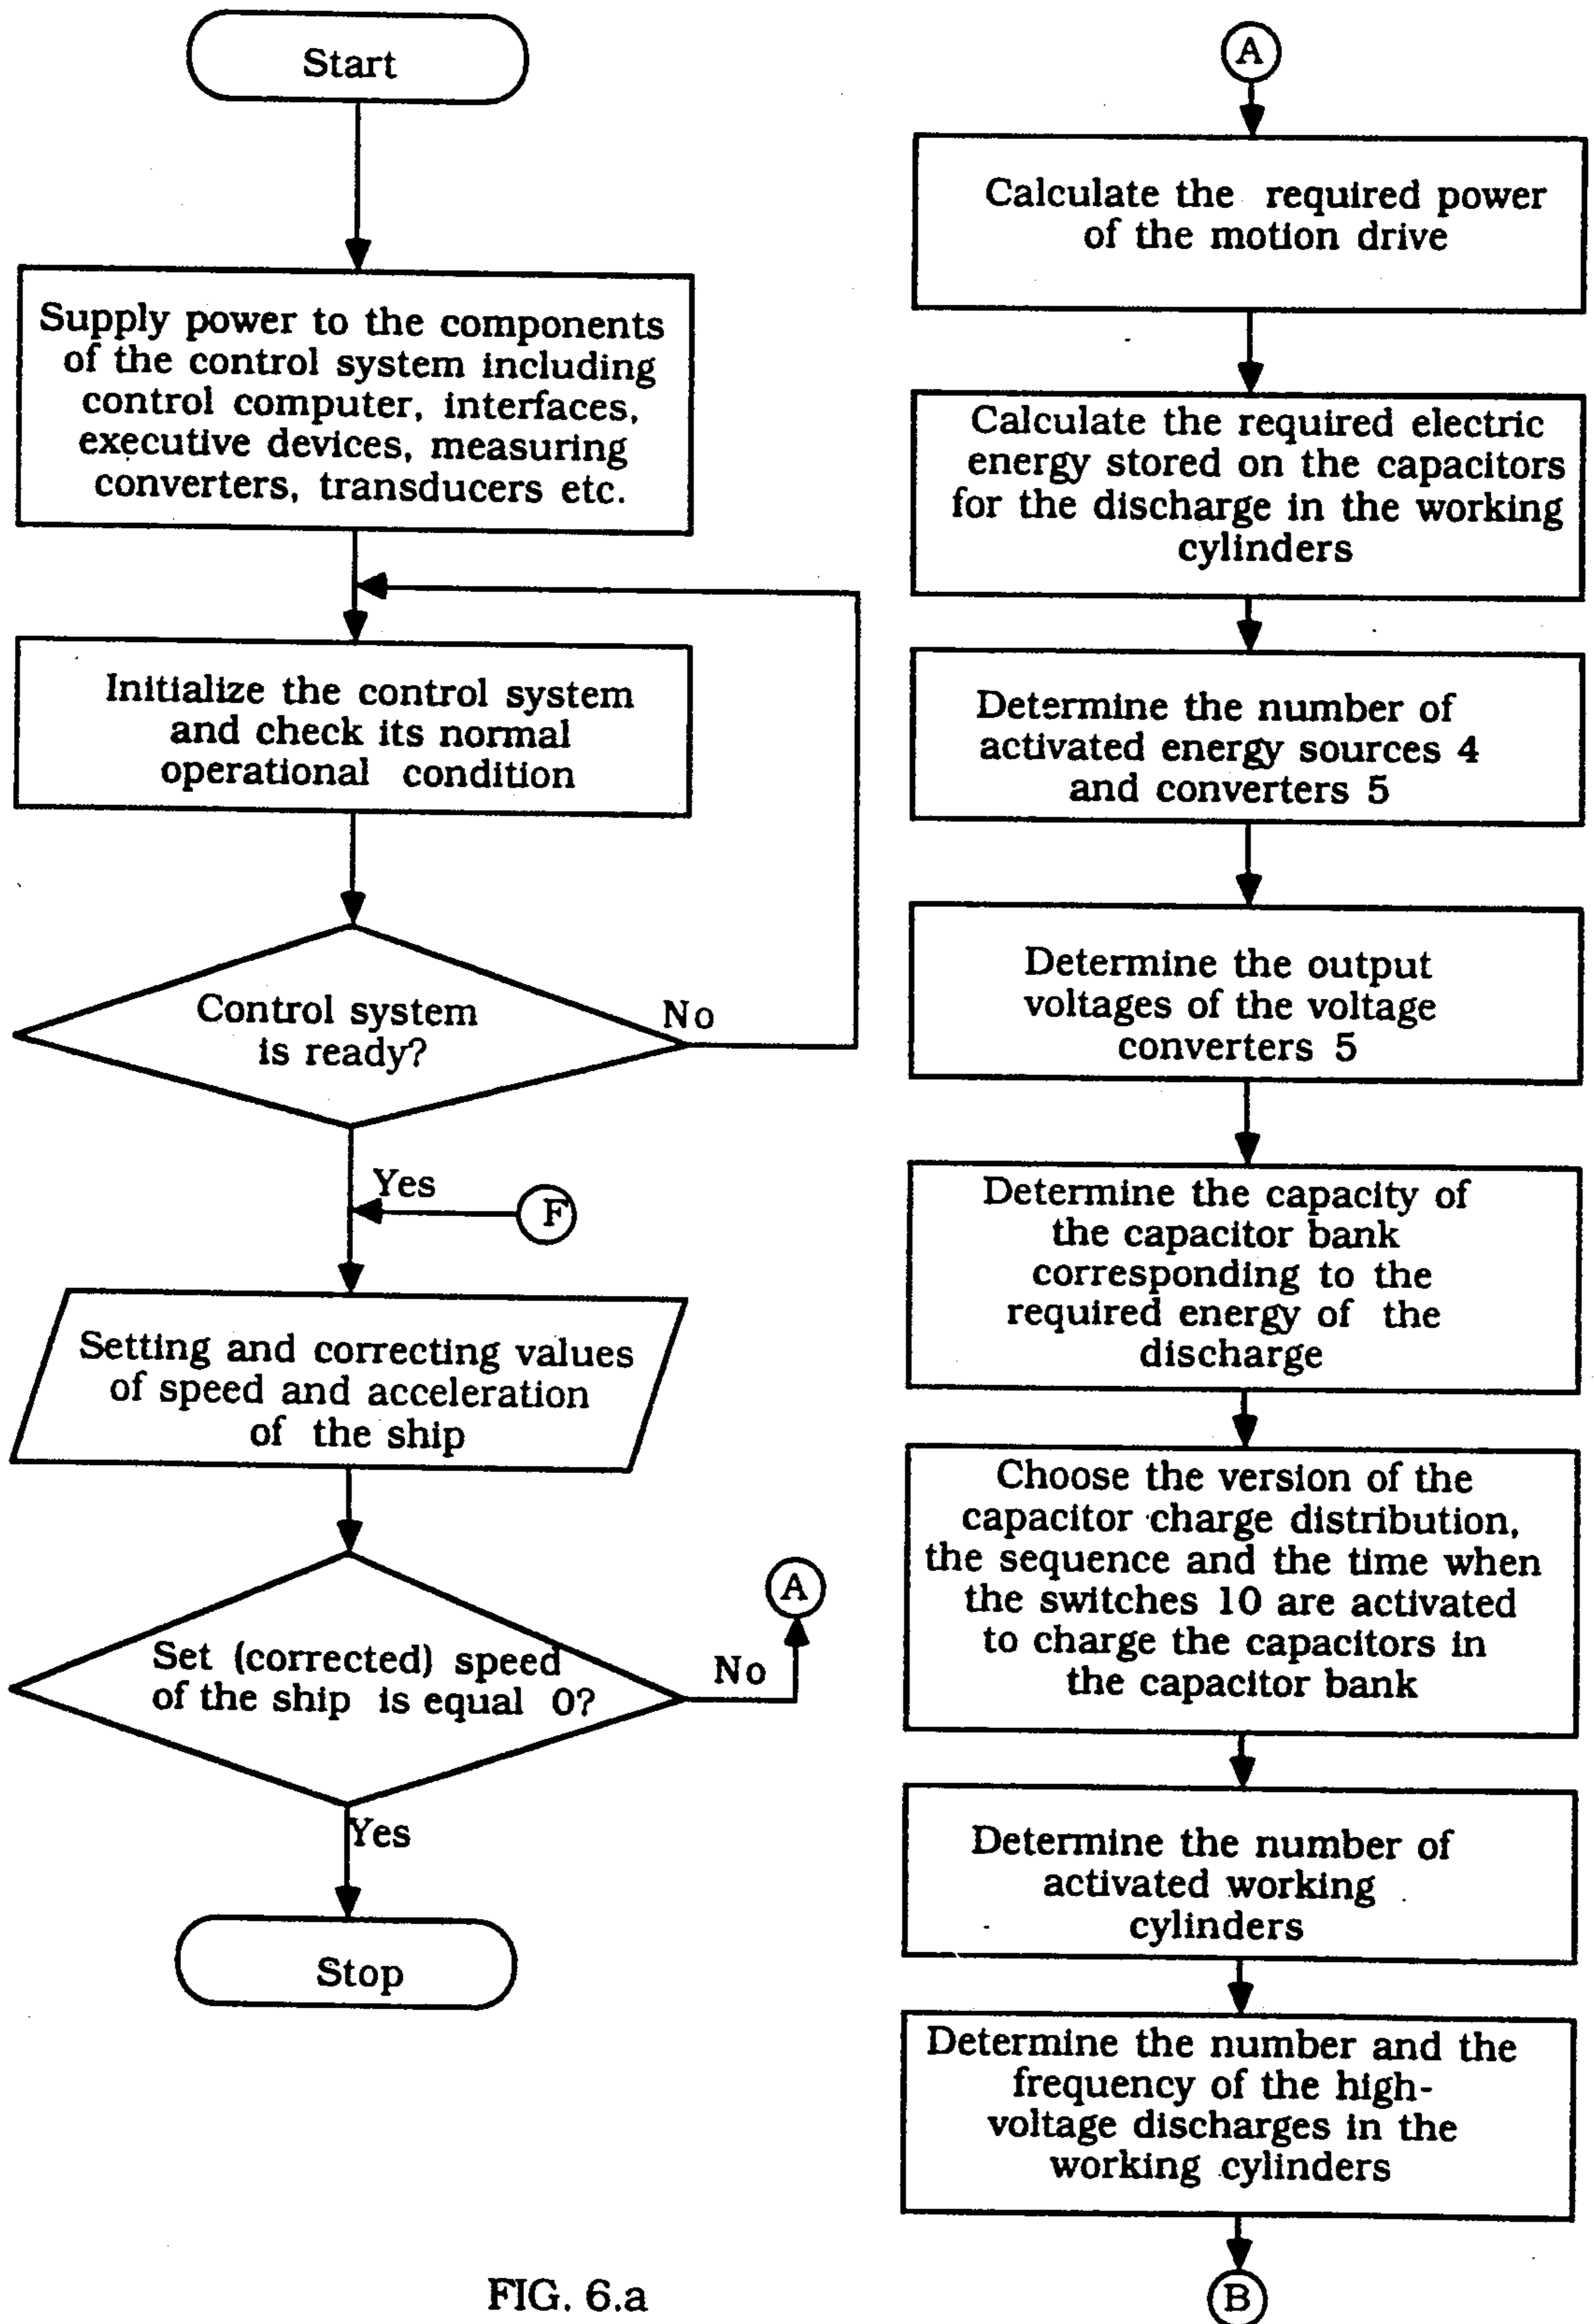 Start
Supply power to the components
of the control system including
control computer, interfaces,
executive devices, measuring
converters, transducers etc.
Initialize the control system
and check its normal
operational condition
Control system
is ready?
No
Yes
F
Setting and correcting values
of speed and acceleration
of the ship
Set (corrected) speed
of the ship is equal 0?
No
A
Yes
Stop
A
Calculate the required power
of the motion drive
Calculate the required electric
energy stored on the capacitors
for the discharge in the working
cylinders
Determine the number of
activated energy sources 4
and converters 5
Determine the output
voltages of the voltage
converters 5
Determine the capacity of
the capacitor bank
corresponding to the
required energy of the
discharge
Choose the version of the
capacitor charge distribution,
the sequence and the time when
the switches 10 are activated
to charge the capacitors in
the capacitor bank
Determine the number of
activated working
cylinders
Determine the number and the
frequency of the high-
voltage discharges in the
working cylinders
B
FIG. 6.a